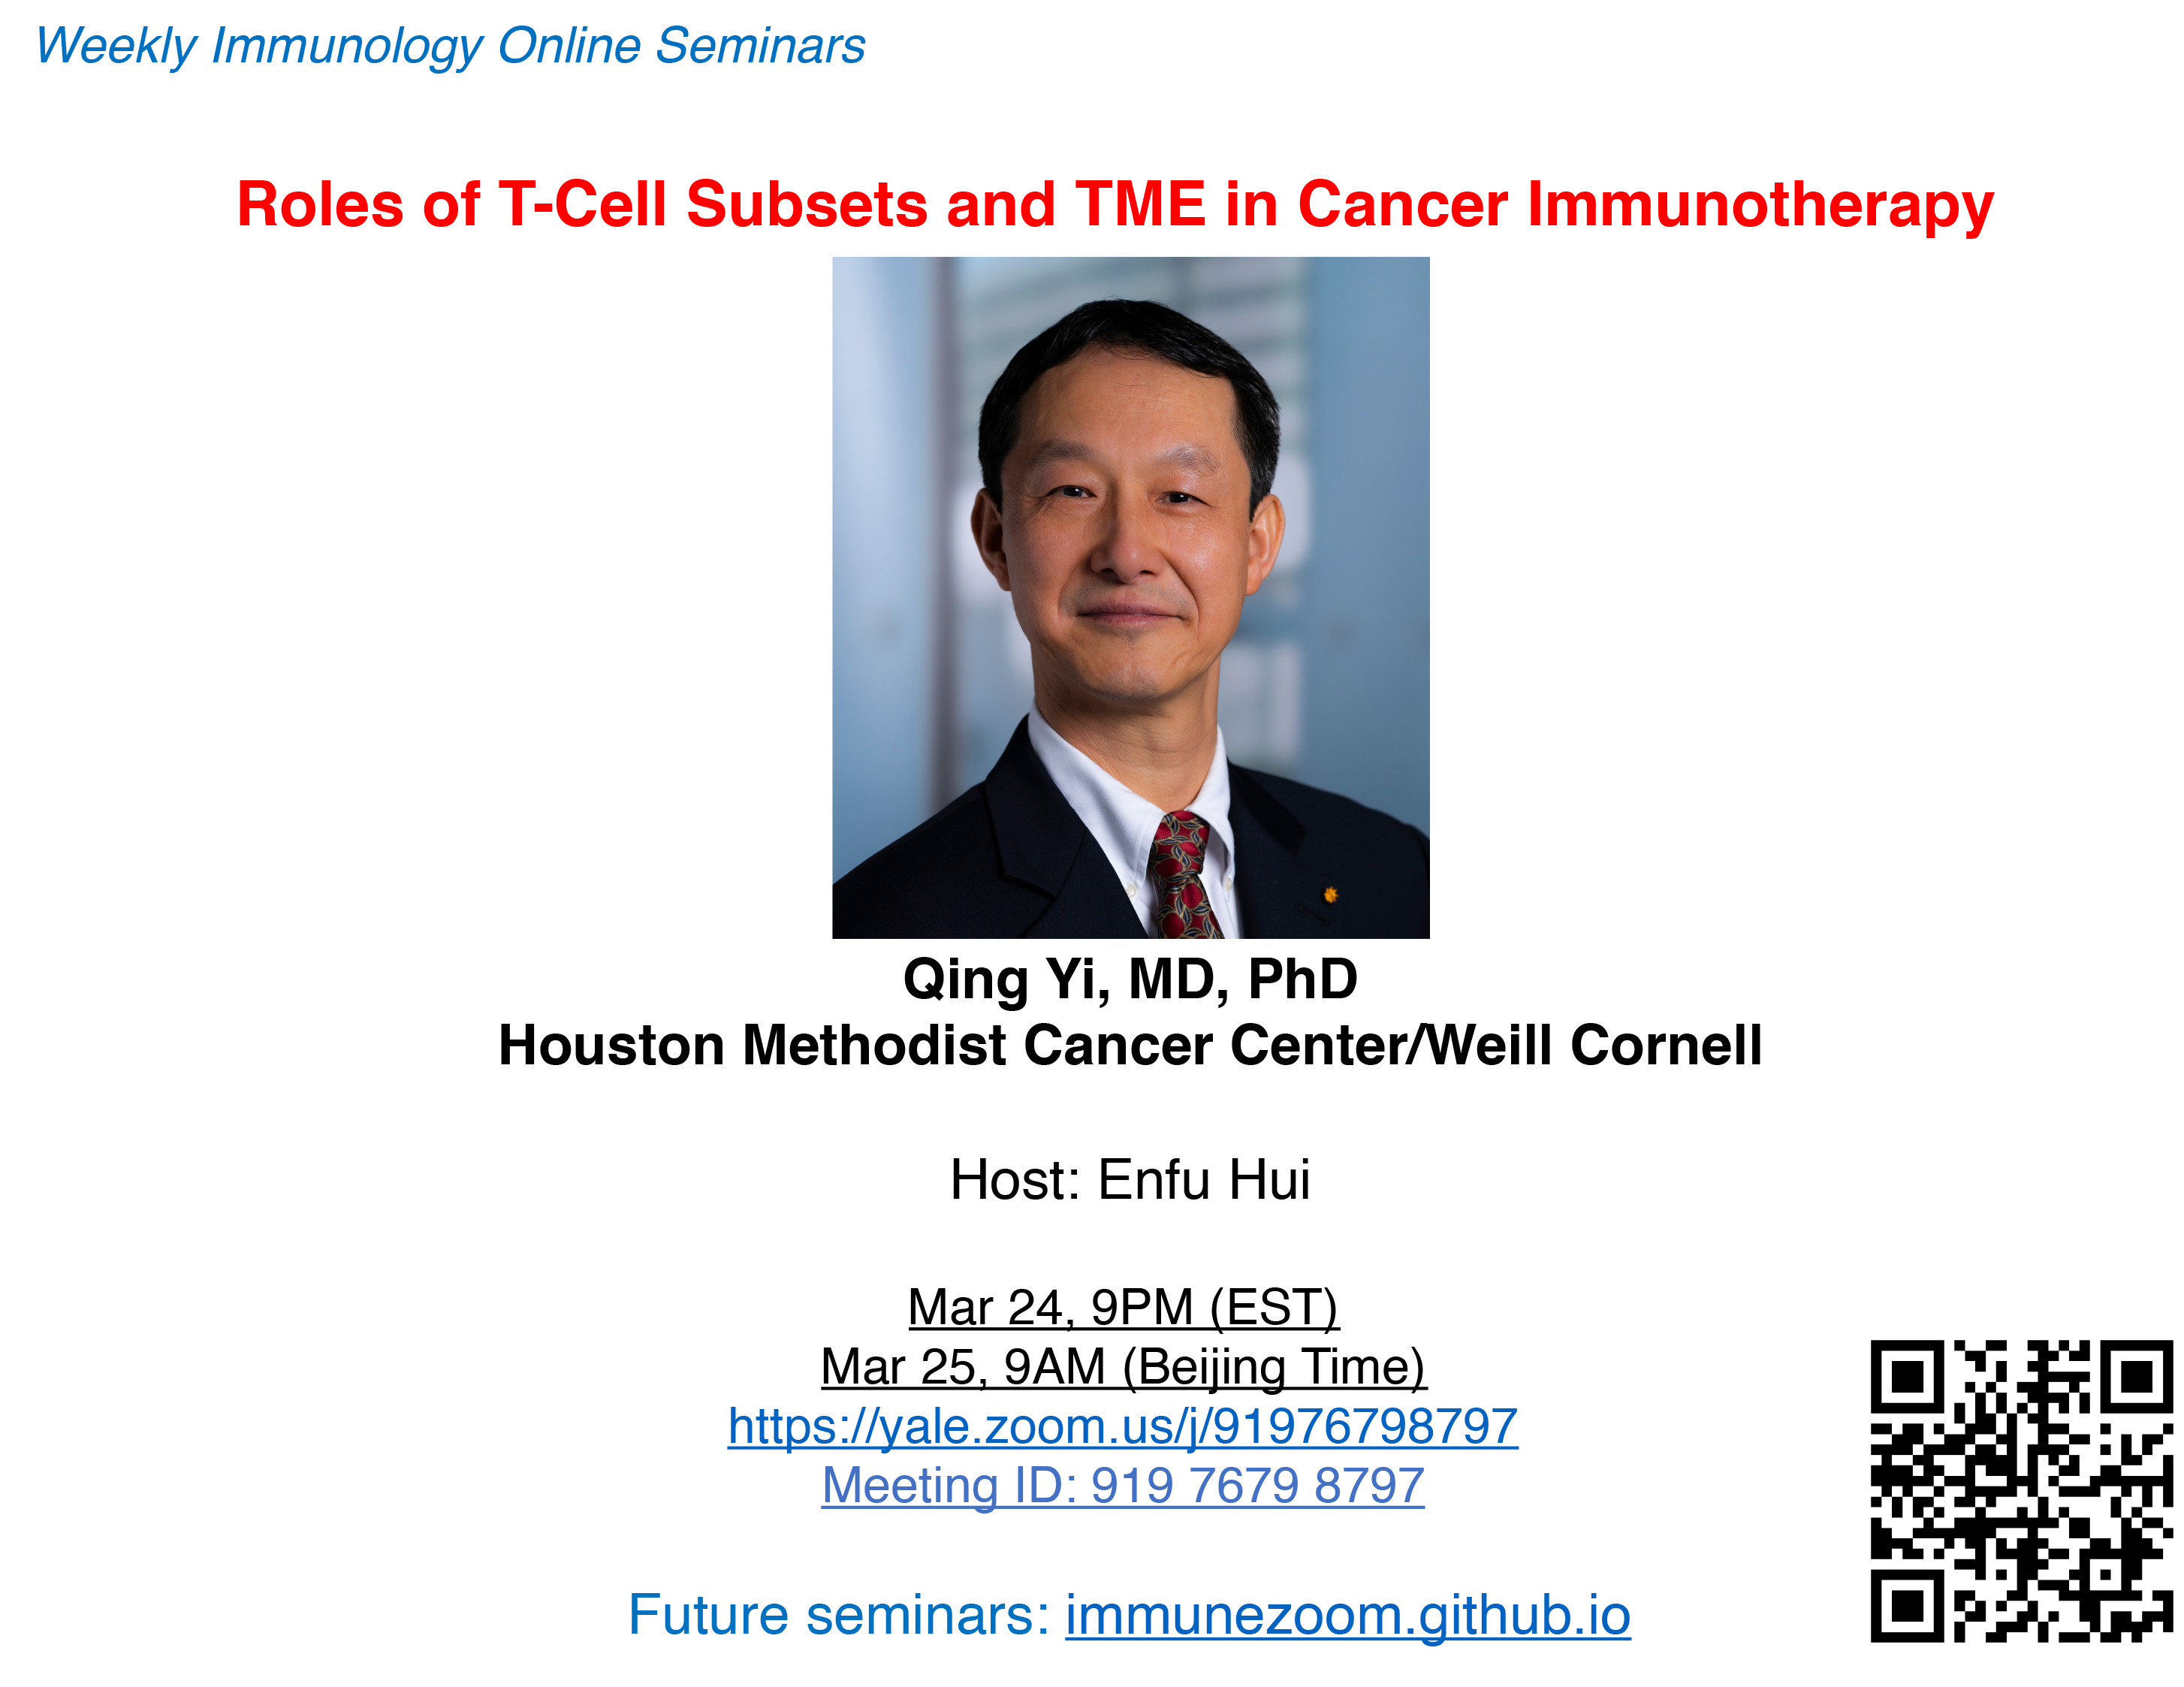 Weekly Immunology Online Seminars
Roles of T-Cell Subsets and TME in Cancer Immunotherapy
Qing Yi, MD, PhD
Houston Methodist Cancer Center/Weill Cornell
Host: Enfu Hui
Mar 24, 9PM (EST)
Mar 25, 9AM (Beijing Time)
https://yale.zoom.us/j/91976798797
Meeting ID: 919 7679 8797
Future seminars: immunezoom.github.io